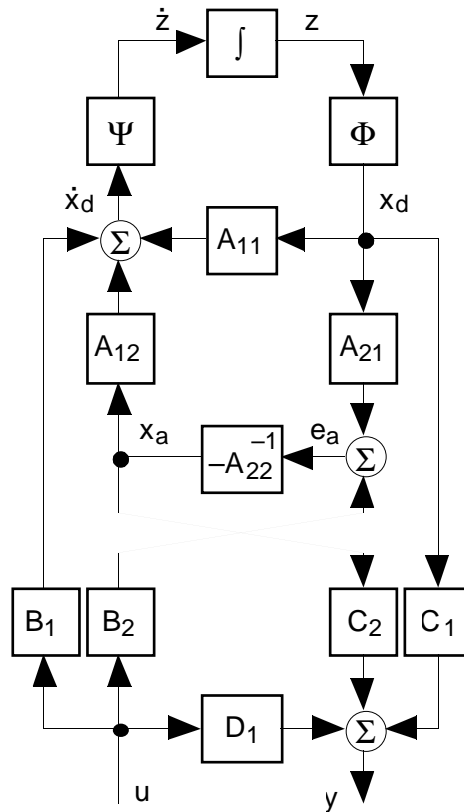 ż ∫ z
Ψ Φ
ẋd xd
Σ A11
A12 A21
xa –A22–1 ea Σ
B1 B2 C2 C1
D1 Σ
u y